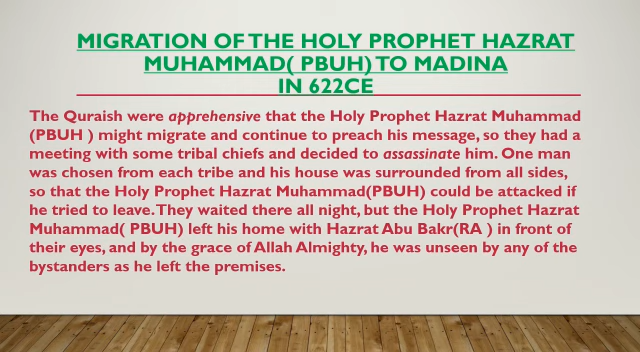 MIGRATION OF THE HOLY PROPHET HAZRAT
MUHAMMAD( PBUH) TO MADINA
IN 622CE
The Quraish were apprehensive that the Holy Prophet Hazrat Muhammad
(PBUH ) might migrate and continue to preach his message, so they had a
meeting with some tribal chiefs and decided to assassinate him. One man
was chosen from each tribe and his house was surrounded from all sides,
so that the Holy Prophet Hazrat Muhammad(PBUH) could be attacked if
he tried to leave. They waited there all night, but the Holy Prophet Hazrat
Muhammad( PBUH) left his home with Hazrat Abu Bakr(RA ) in front of
their eyes, and by the grace of Allah Almighty, he was unseen by any of the
bystanders as he left the premises.